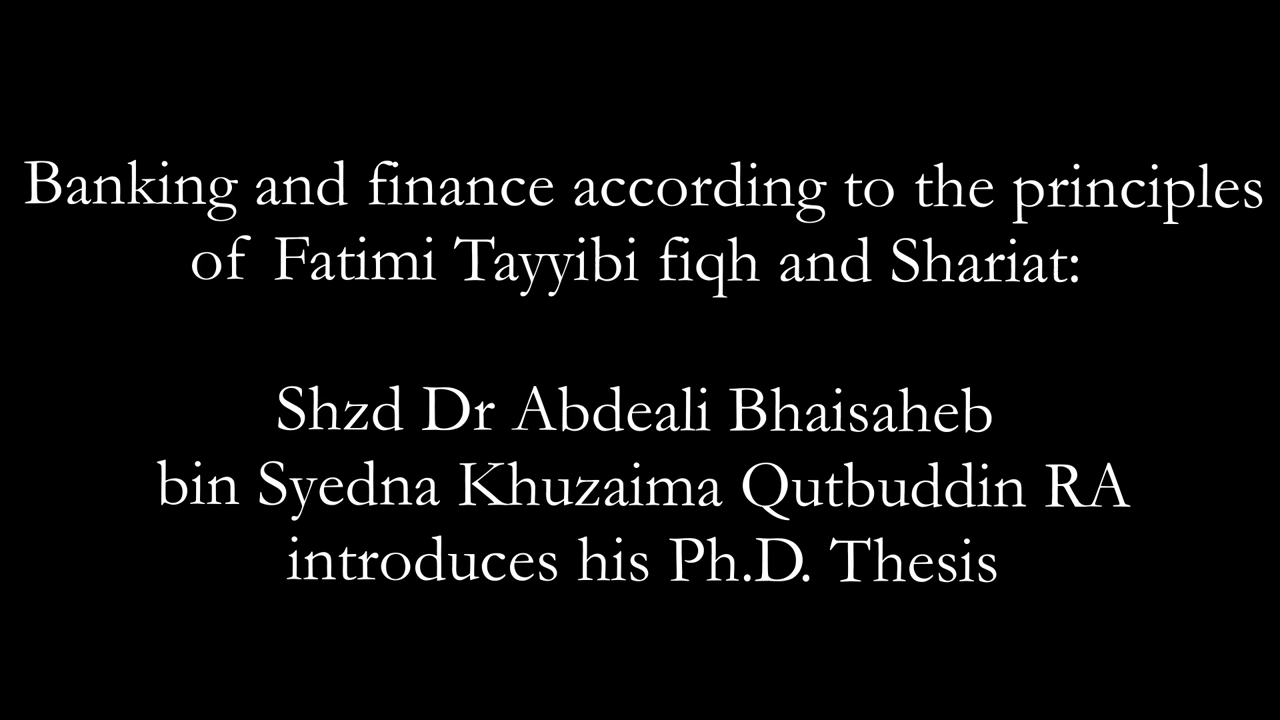 Banking and finance according to the principles
of Fatimi Tayyibi fiqh and Shariat:
Shzd Dr Abdeali Bhaisaheb
bin Syedna Khuzaima Qutbuddin RA
introduces his Ph.D. Thesis